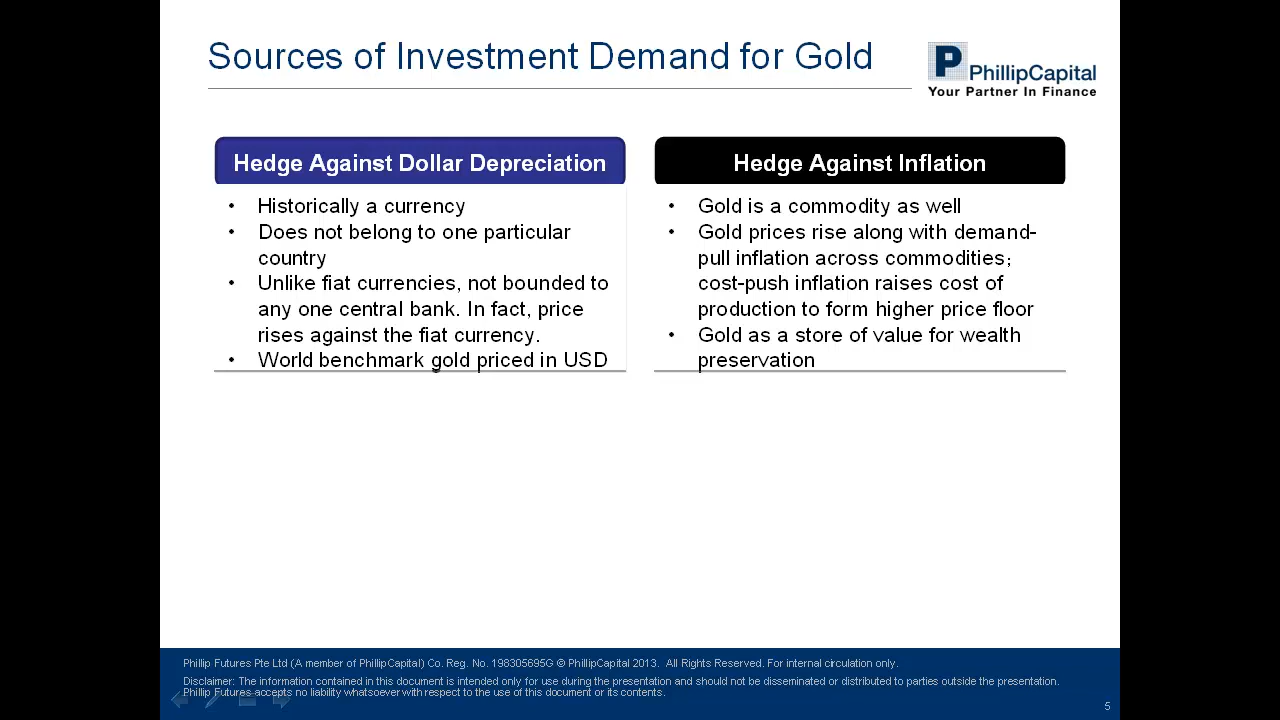 Sources of Investment Demand for Gold
P PhillipCapital
Your Partner In Finance
Hedge Against Dollar Depreciation
• Historically a currency
• Does not belong to one particular
country
• Unlike fiat currencies, not bounded to
any one central bank. In fact, price
rises against the fiat currency.
• World benchmark gold priced in USD
Hedge Against Inflation
• Gold is a commodity as well
• Gold prices rise along with demand-
pull inflation across commodities;
cost-push inflation raises cost of
production to form higher price floor
• Gold as a store of value for wealth
preservation
Phillip Futures Pte Ltd (A member of PhillipCapital) Co. Reg. No. 198305695G © PhillipCapital 2013. All Rights Reserved. For internal circulation only.
Disclaimer: The information contained in this document is intended only for use during the presentation and should not be disseminated or distributed to parties outside the presentation.
Phillip Futures accepts no liability whatsoever with respect to the use of this document or its contents.
5